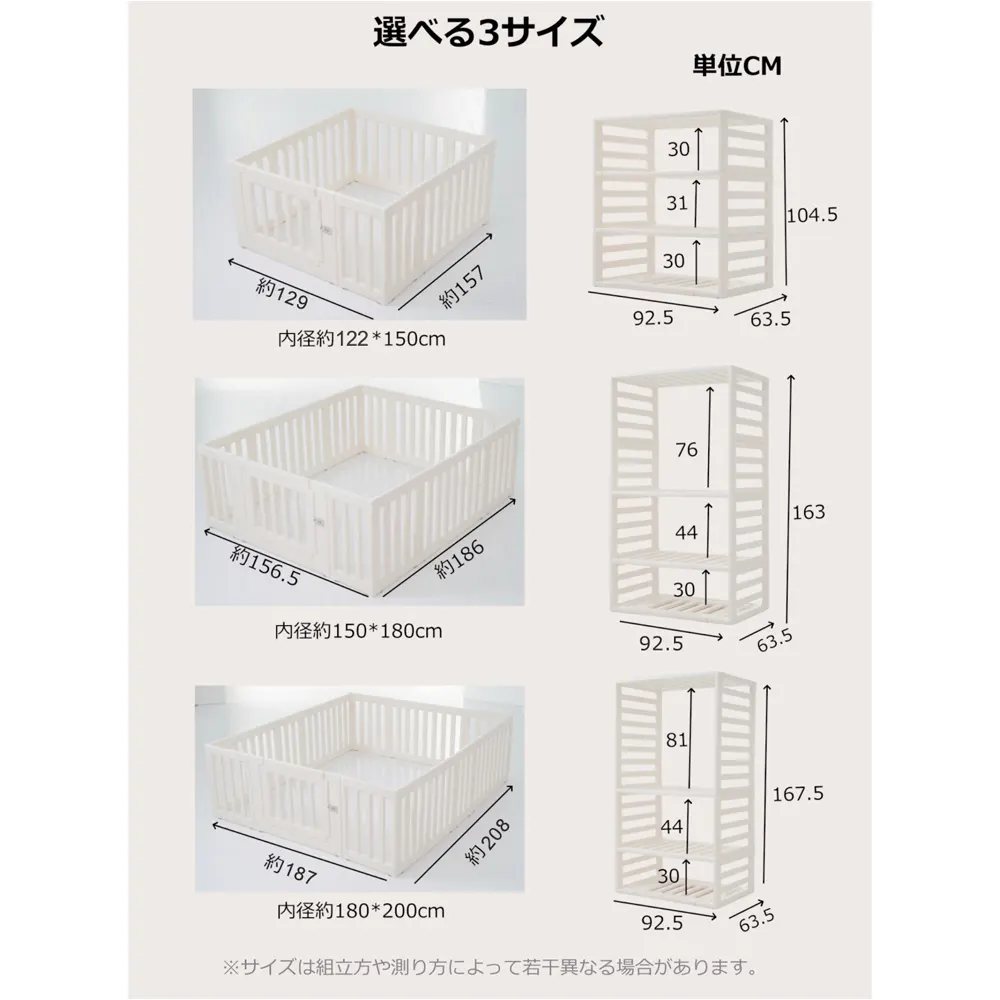 選べる3サイズ
単位CM
約129
約157
内径約122*150cm
30
31
30
104.5
92.5
63.5
約156.5
約186
内径約150*180cm
76
44
30
163
92.5
63.5
約187
約208
内径約180*200cm
81
44
30
167.5
92.5
63.5
※サイズは組立方や測り方によって若干異なる場合があります。